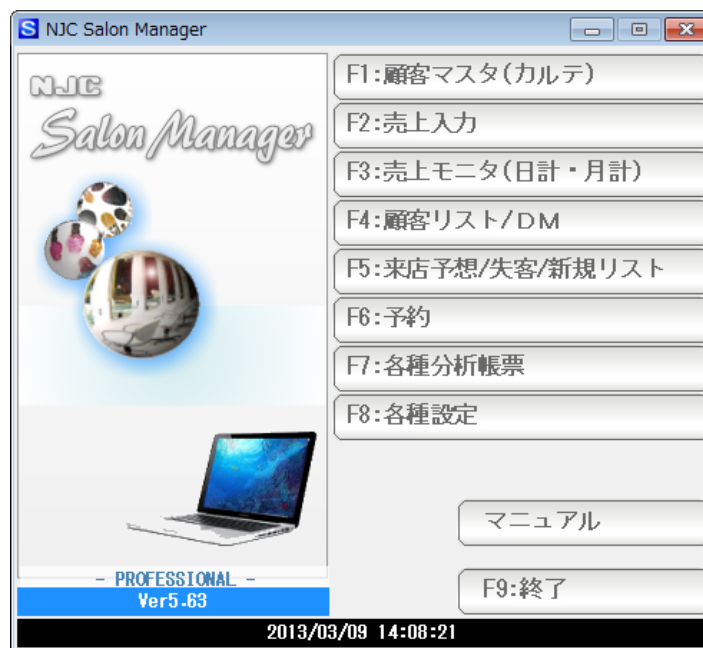 NJC Salon Manager
NJC
Salon Manager
F1:顧客マスタ(カルテ)
F2:売上入力
F3:売上モニタ(日計・月計)
F4:顧客リスト/DM
F5:来店予想/失客/新規リスト
F6:予約
F7:各種分析帳票
F8:各種設定
マニュアル
F9:終了
- PROFESSIONAL -
Ver5.63
2013/03/09 14:08:21